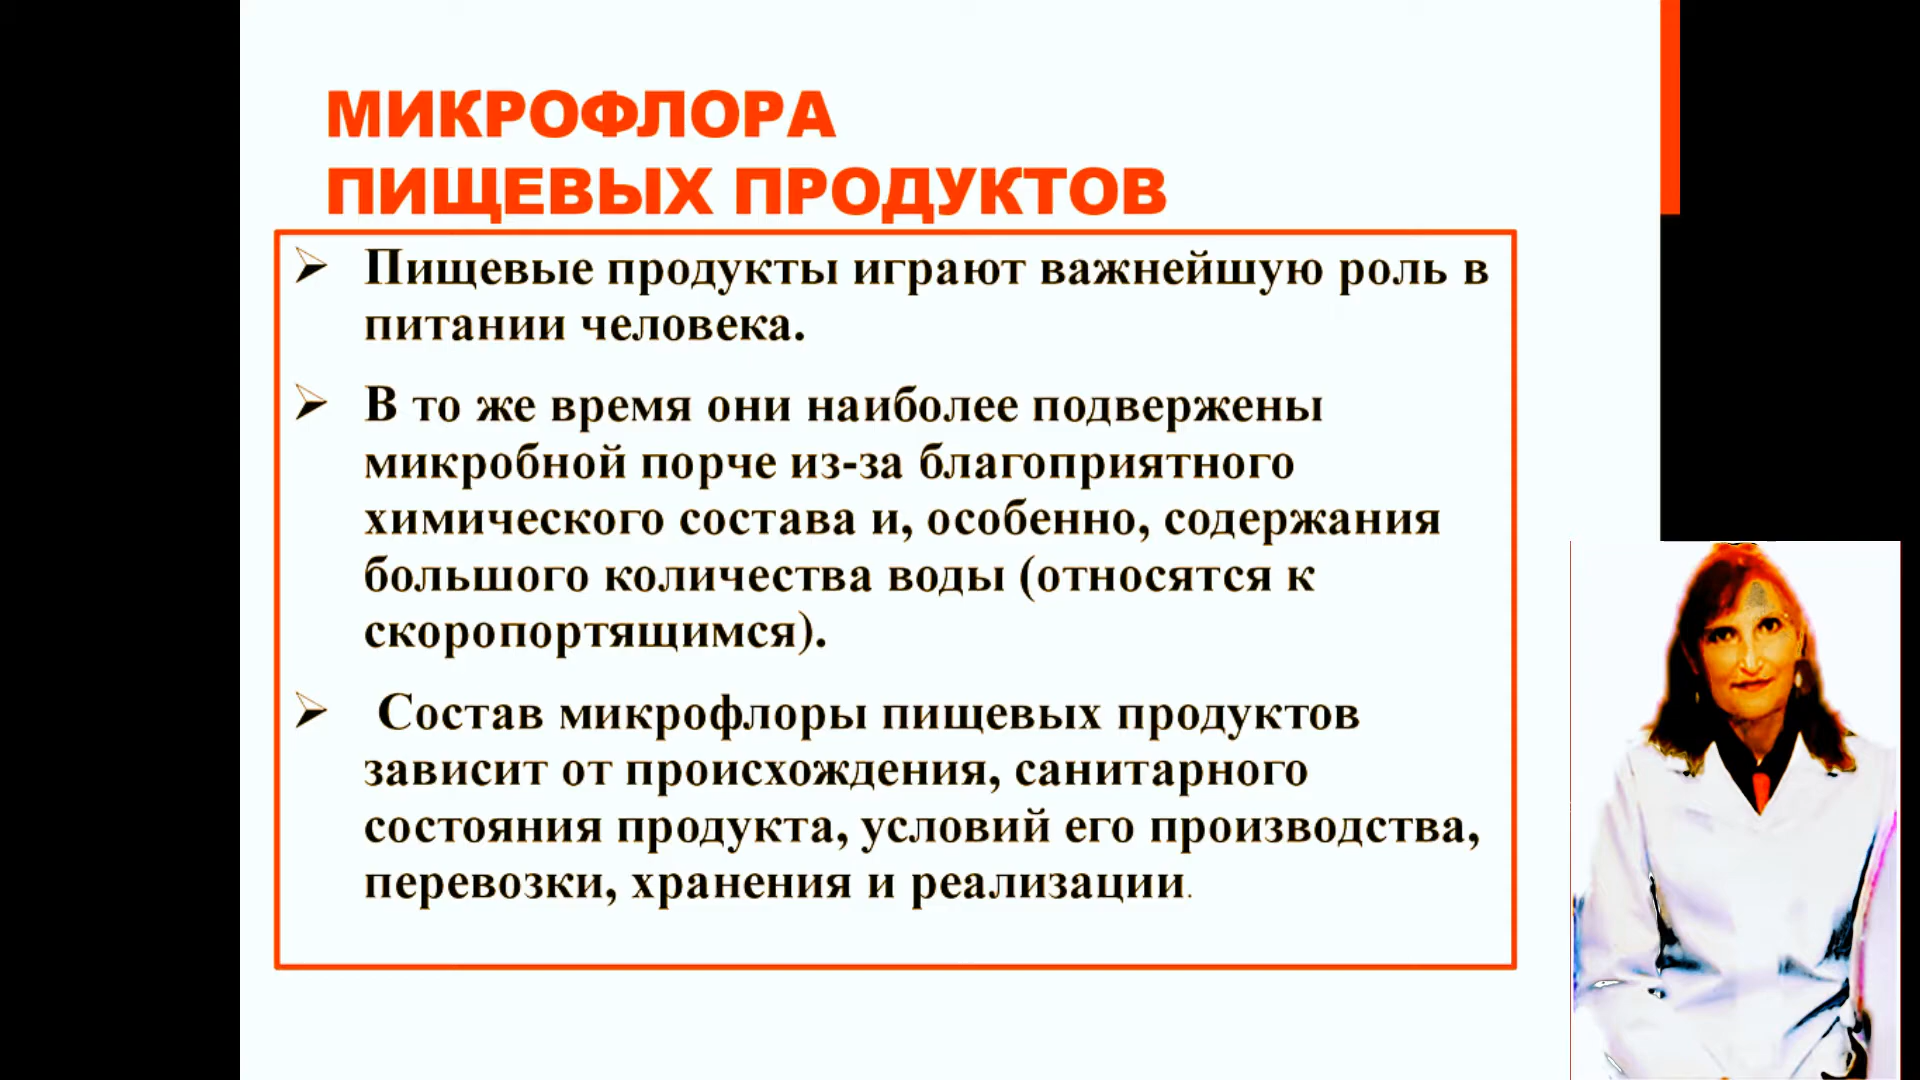 МИКРОФЛОРА
ПИЩЕВЫХ ПРОДУКТОВ
Пищевые продукты играют важнейшую роль в
питании человека.
В то же время они наиболее подвержены
микробной порче из-за благоприятного
химического состава и, особенно, содержания
большого количества воды (относятся к
скоропортящимся).
Состав микрофлоры пищевых продуктов
зависит от происхождения, санитарного
состояния продукта, условий его производства,
перевозки, хранения и реализации.